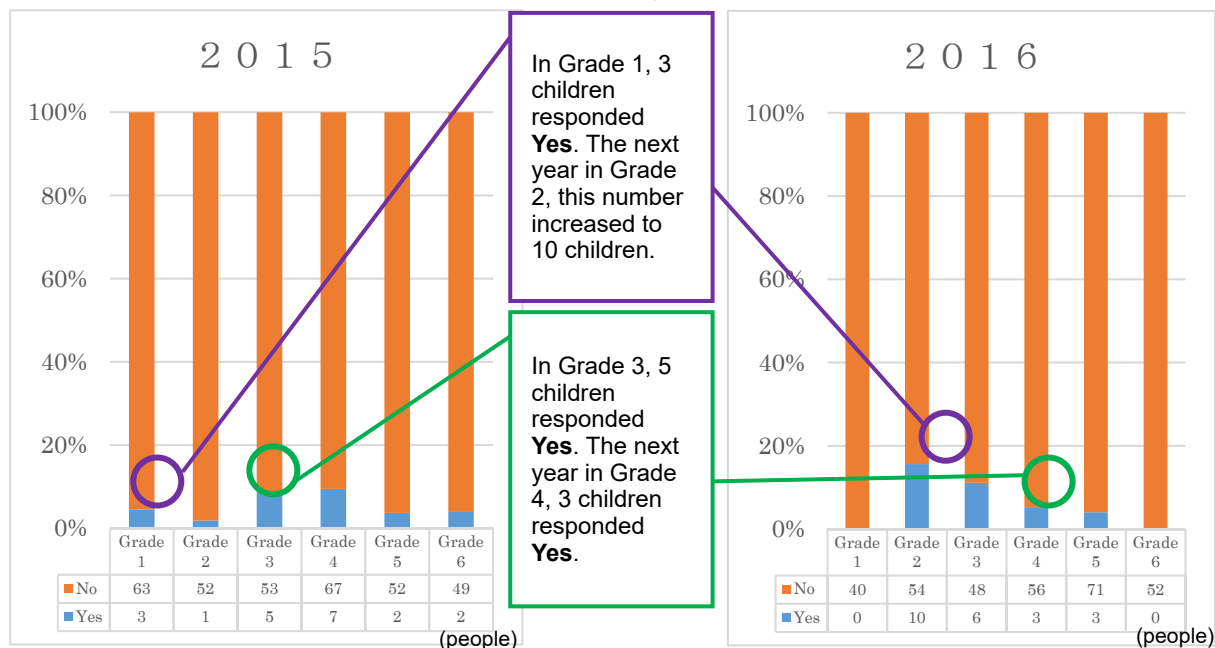 ２０１５
100%
80%
60%
40%
20%
0%
Grade 1 Grade 2 Grade 3 Grade 4 Grade 5 Grade 6
No 63 52 53 67 52 49
Yes 3 1 5 7 2 2
(people)
In Grade 1, 3
children
responded
Yes. The next
year in Grade
2, this number
increased to
10 children.
In Grade 3, 5
children
responded
Yes. The next
year in Grade
4, 3 children
responded
Yes.
２０１６
100%
80%
60%
40%
20%
0%
Grade 1 Grade 2 Grade 3 Grade 4 Grade 5 Grade 6
No 40 54 48 56 71 52
Yes 0 10 6 3 3 0
(people)